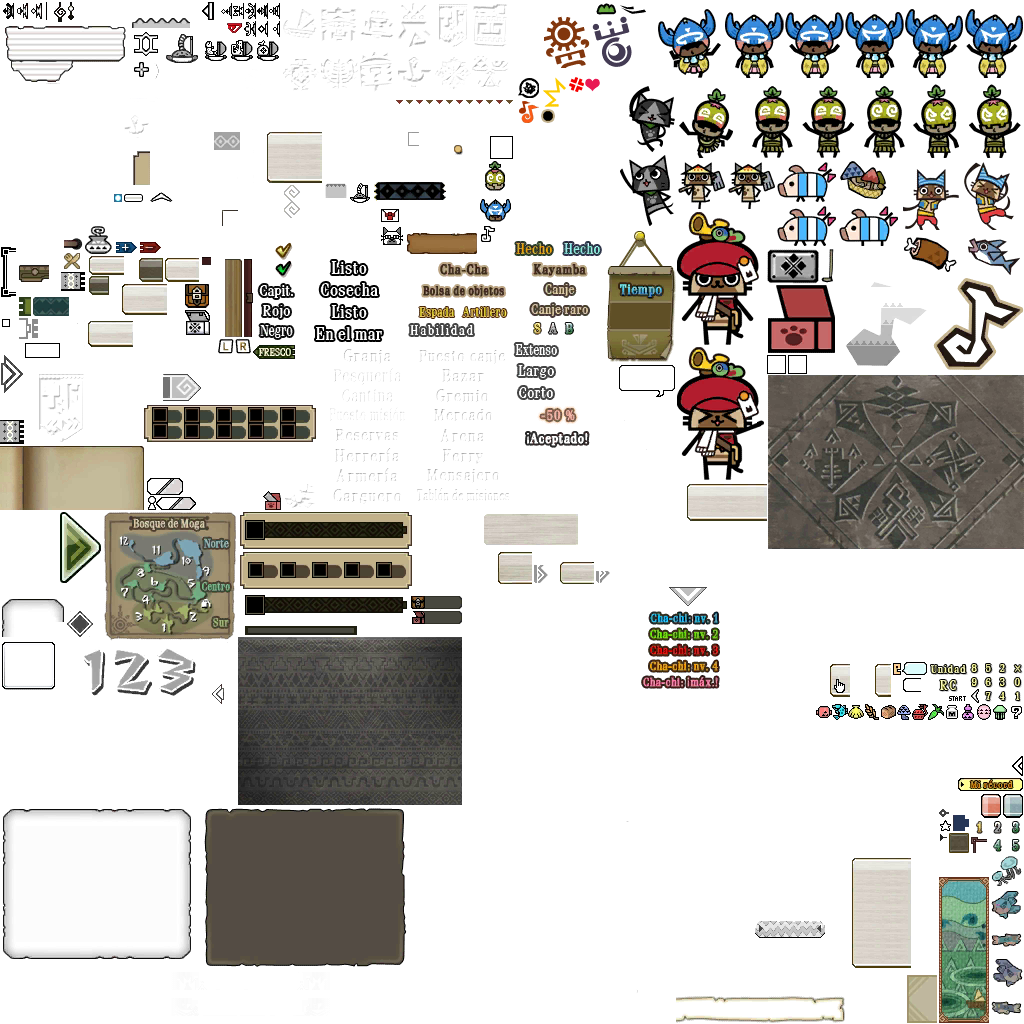 Hecho Hecho
Listo
Cha-Cha
Kayamba
Capit.
Cosecha
Bolsa de objetos
Canje
Tiempo
Rojo
Listo
Espada Artillero
Canje raro
Negro
En el mar
Habilidad
S A B
L R
FRESCO
Extenso
Granja
Puesto canje
Pesquería
Bazar
Largo
Cantina
Gremio
Corto
Puesto misión
Mercado
-50 %
Reservas
Arena
¡Aceptado!
Herrería
Ferry
Armería
Mensajero
Carguero
Tablón de misiones
Bosque de Moga
Norte
12
11
10
9
8
6
5
Centro
7
4
3
2
1
Sur
Cha-chi: nv. 1
Cha-chi: nv. 2
Cha-chi: nv. 3
Cha-chi: nv. 4
Cha-chi: ¡máx.!
123
Unidad 8 5 2 ×
RC 9 6 3 0
START 7 4 1
?
Mi récord
1 2 3
4 5